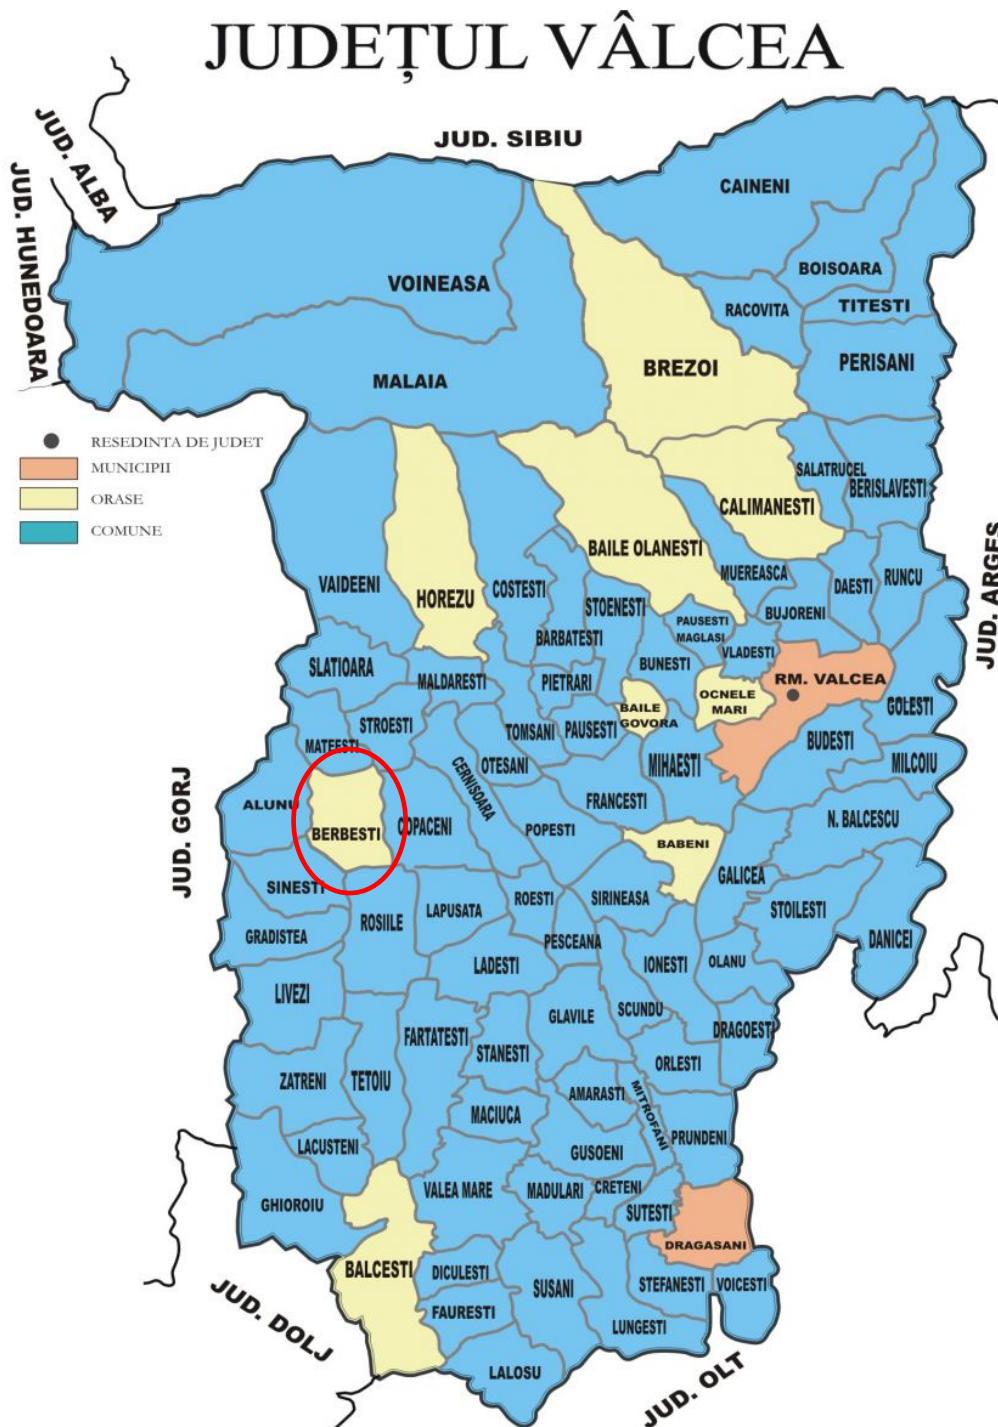 JUDEȚUL VÂLCEA
JUD. SIBIU
JUD. ALBA
JUD. HUNEDOARA
CAINENI
BOISOARA
VOINEASA
TITESTI
RACOVITA
PERISANI
BREZOI
MALAIA
RESEDINTA DE JUDET
MUNICIPII
ORASE
COMUNE
SALATRUCEL
BERISLAVESTI
CALIMANESTI
JUD. ARGES
BAILE OLANESTI
MUEREASCA
DAESTI
RUNCU
VAIDEENI
HOREZU
COSTESTI
STOENESTI
BUJORENI
PAUSESTI
MAGLASI
BARBATESTI
VLADESTI
BUNESTI
SLATIOARA
MALDARESTI
PIETRARI
RM. VALCEA
OCNELE
MARI
GOLESTI
BAILE
GOVORA
STROESTI
TOMSANI
PAUSESTI
BUDESTI
MATEESTI
OTESANI
MIHAESTI
MILCOIU
CERNISOARA
JUD. GORJ
ALUNU
FRANCESTI
N. BALCESCU
BERBESTI
COPACENI
POPESTI
BABENI
GALICEA
SINESTI
ROESTI
SIRINEASA
STOILESTI
ROSIILE
LAPUSATA
GRADISTEA
PESCEANA
DANICEI
LADESTI
IONESTI
OLANU
LIVEZI
SCUNDU
GLAVILE
FARTATESTI
DRAGOESTI
STANESTI
ORLESTI
ZATRENI
TETOIU
AMARASTI
MITROFANI
MACIUCA
PRUNDENI
LACUSTENI
GUSOENI
GHIOROIU
VALEA MARE
MADULARI
CRETENI
SUTESTI
DRAGASANI
BALCESTI
DICULESTI
SUSANI
STEFANESTI
VOICESTI
FAURESTI
LUNGESTI
JUD. DOLJ
LALOSU
JUD. OLT